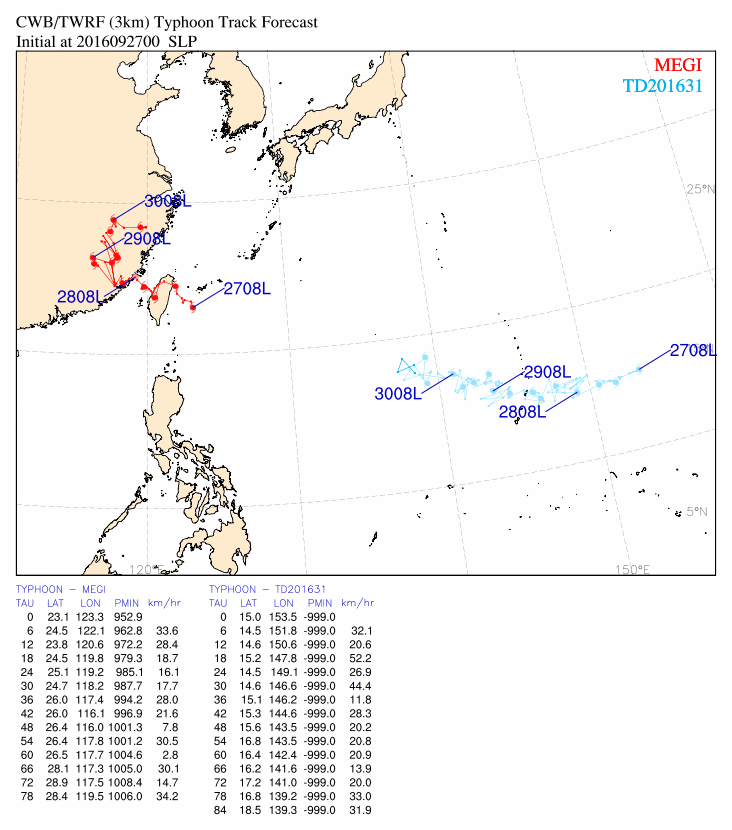 CWB/TWRF (3km) Typhoon Track Forecast
Initial at 2016092700 SLP
MEGI
TD201631
25°N
3008L
2908L
2808L
2708L
2708L
2908L
3008L
2808L
5°N
120°E
150°E
TYPHOON - MEGI
TAU LAT LON PMIN km/hr
0 23.1 123.3 952.9
6 24.5 122.1 962.8 33.6
12 23.8 120.6 972.2 28.4
18 24.5 119.8 979.3 18.7
24 25.1 119.2 985.1 16.1
30 24.7 118.2 987.7 17.7
36 26.0 117.4 994.2 28.0
42 26.0 116.1 996.9 21.6
48 26.4 116.0 1001.3 7.8
54 26.4 117.8 1001.2 30.5
60 26.5 117.7 1004.6 2.8
66 28.1 117.3 1005.0 30.1
72 28.9 117.5 1008.4 14.7
78 28.4 119.5 1006.0 34.2
TYPHOON - TD201631
TAU LAT LON PMIN km/hr
0 15.0 153.5 -999.0
6 14.5 151.8 -999.0 32.1
12 14.6 150.6 -999.0 20.6
18 15.2 147.8 -999.0 52.2
24 14.5 149.1 -999.0 26.9
30 14.6 146.6 -999.0 44.4
36 15.1 146.2 -999.0 11.8
42 15.3 144.6 -999.0 28.3
48 15.6 143.5 -999.0 20.2
54 16.8 143.5 -999.0 20.8
60 16.4 142.4 -999.0 20.9
66 16.2 141.6 -999.0 13.9
72 17.2 141.0 -999.0 20.0
78 16.8 139.2 -999.0 33.0
84 18.5 139.3 -999.0 31.9